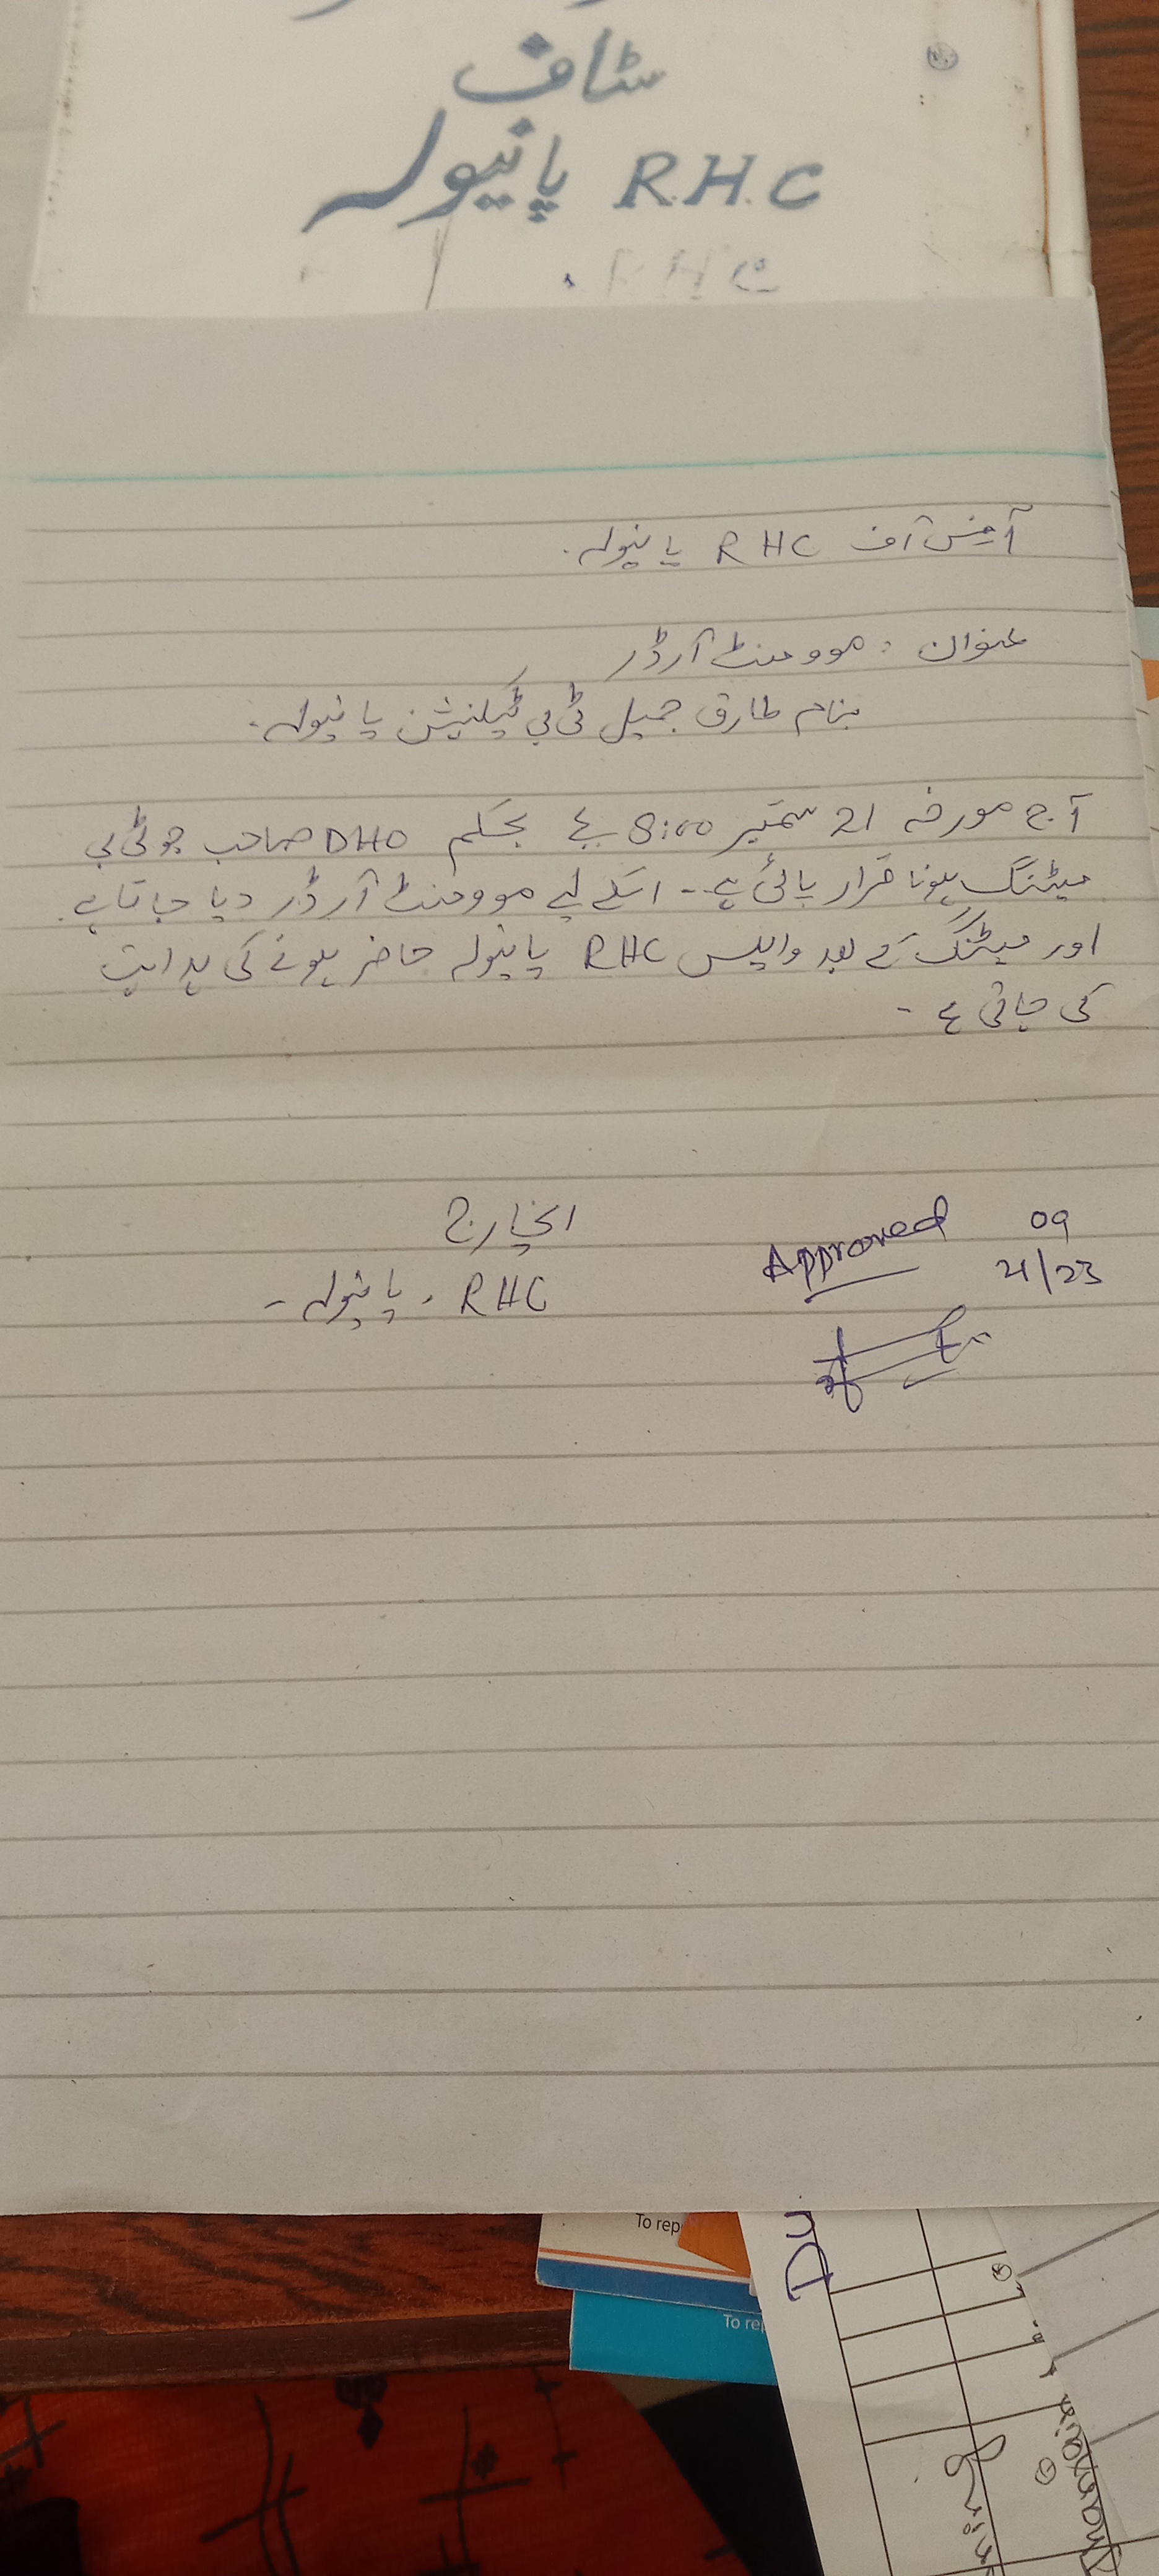 سٹاف
R.H.C پانیولہ
RHC
آفس آف RHC پانیولہ.
عنوان : موومنٹ آرڈر
بنام طارق جمیل ٹی بی ٹیکنیشن پانیولہ.
آج مورخہ 21 ستمبر 8:00 بجے بحکم DHO صاحب جو ٹی بی
میٹنگ ہونا قرار پائی ہے۔ اسکے لیے موومنٹ آرڈر دیا جاتا ہے.
اور میٹنگ کے بعد واپس RHC پانیولہ حاضر ہونے کی ہدایت
کی جاتی ہے ۔
انچارج
RHC ، پانیولہ ۔
Approved
09
21/23
To rep
To rep
Du